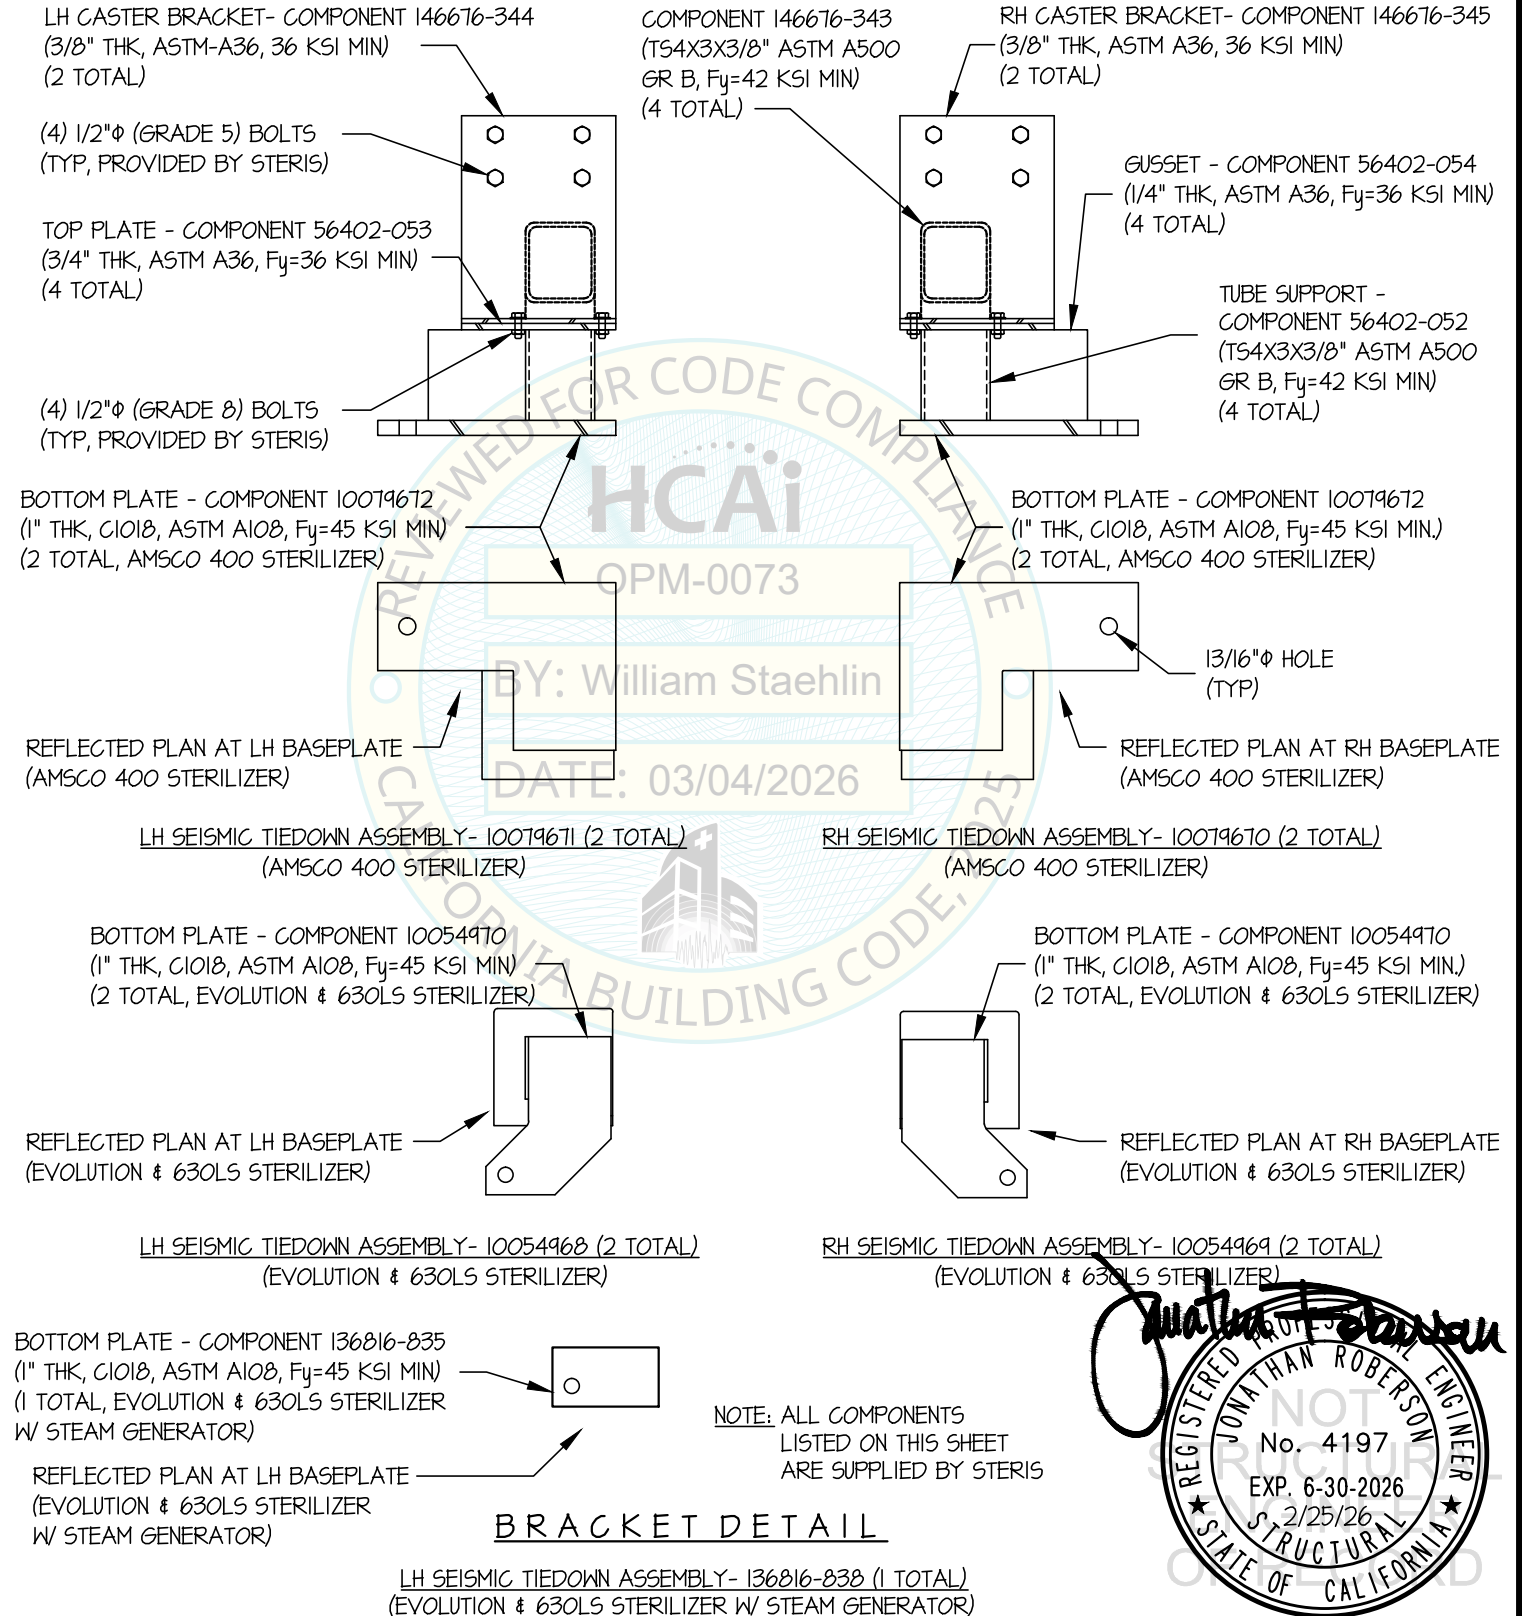 LH CASTER BRACKET- COMPONENT 146676-344
(3/8" THK, ASTM-A36, 36 KSI MIN)
(2 TOTAL)
COMPONENT 146676-343
(TS4X3X3/8" ASTM A500
GR B, Fy=42 KSI MIN)
(4 TOTAL)
RH CASTER BRACKET- COMPONENT 146676-345
(3/8" THK, ASTM A36, 36 KSI MIN)
(2 TOTAL)
(4) 1/2"Φ (GRADE 5) BOLTS
(TYP, PROVIDED BY STERIS)
GUSSET - COMPONENT 56402-054
(1/4" THK, ASTM A36, Fy=36 KSI MIN)
(4 TOTAL)
TOP PLATE - COMPONENT 56402-053
(3/4" THK, ASTM A36, Fy=36 KSI MIN)
(4 TOTAL)
TUBE SUPPORT -
COMPONENT 56402-052
(TS4X3X3/8" ASTM A500
GR B, Fy=42 KSI MIN)
(4 TOTAL)
(4) 1/2"Φ (GRADE 8) BOLTS
(TYP, PROVIDED BY STERIS)
BOTTOM PLATE - COMPONENT 10079672
(1" THK, C1018, ASTM A108, Fy=45 KSI MIN)
(2 TOTAL, AMSCO 400 STERILIZER)
BOTTOM PLATE - COMPONENT 10079672
(1" THK, C1018, ASTM A108, Fy=45 KSI MIN.)
(2 TOTAL, AMSCO 400 STERILIZER)
REVIEWED FOR CODE COMPLIANCE
HCAi
OPM-0073
BY: William Staehlin
DATE: 03/04/2026
CALIFORNIA BUILDING CODE, 2025
13/16"Φ HOLE
(TYP)
REFLECTED PLAN AT LH BASEPLATE
(AMSCO 400 STERILIZER)
REFLECTED PLAN AT RH BASEPLATE
(AMSCO 400 STERILIZER)
LH SEISMIC TIEDOWN ASSEMBLY- 10079671 (2 TOTAL)
(AMSCO 400 STERILIZER)
RH SEISMIC TIEDOWN ASSEMBLY- 10079670 (2 TOTAL)
(AMSCO 400 STERILIZER)
BOTTOM PLATE - COMPONENT 10054970
(1" THK, C1018, ASTM A108, Fy=45 KSI MIN)
(2 TOTAL, EVOLUTION & 630LS STERILIZER)
BOTTOM PLATE - COMPONENT 10054970
(1" THK, C1018, ASTM A108, Fy=45 KSI MIN.)
(2 TOTAL, EVOLUTION & 630LS STERILIZER)
REFLECTED PLAN AT LH BASEPLATE
(EVOLUTION & 630LS STERILIZER)
REFLECTED PLAN AT RH BASEPLATE
(EVOLUTION & 630LS STERILIZER)
LH SEISMIC TIEDOWN ASSEMBLY- 10054968 (2 TOTAL)
(EVOLUTION & 630LS STERILIZER)
RH SEISMIC TIEDOWN ASSEMBLY- 10054969 (2 TOTAL)
(EVOLUTION & 630LS STERILIZER)
BOTTOM PLATE - COMPONENT 136816-835
(1" THK, C1018, ASTM A108, Fy=45 KSI MIN)
(1 TOTAL, EVOLUTION & 630LS STERILIZER
W/ STEAM GENERATOR)
REFLECTED PLAN AT LH BASEPLATE
(EVOLUTION & 630LS STERILIZER
W/ STEAM GENERATOR)
NOTE: ALL COMPONENTS
LISTED ON THIS SHEET
ARE SUPPLIED BY STERIS
BRACKET DETAIL
LH SEISMIC TIEDOWN ASSEMBLY- 136816-838 (1 TOTAL)
(EVOLUTION & 630LS STERILIZER W/ STEAM GENERATOR)
Jonathan Roberson
REGISTERED PROFESSIONAL ENGINEER
JONATHAN ROBERSON
No. 4197
EXP. 6-30-2026
2/25/26
STRUCTURAL
STATE OF CALIFORNIA
NOT
STRUCTURAL
ENGINEER
OF RECORD